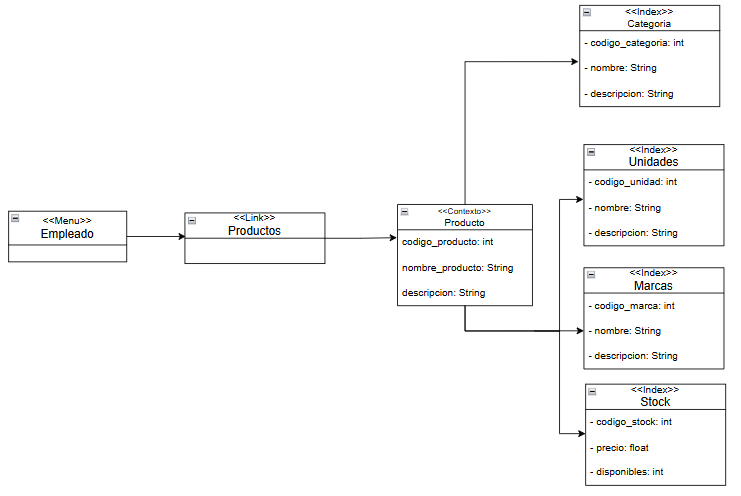 <<Index>>
Categoria
- codigo_categoria: int
- nombre: String
- descripcion: String
<<Index>>
Unidades
- codigo_unidad: int
- nombre: String
- descripcion: String
<<Menu>>
Empleado
<<Link>>
Productos
<<Contexto>>
Producto
codigo_producto: int
nombre_producto: String
descripcion: String
<<Index>>
Marcas
- codigo_marca: int
- nombre: String
- descripcion: String
<<Index>>
Stock
- codigo_stock: int
- precio: float
- disponibles: int